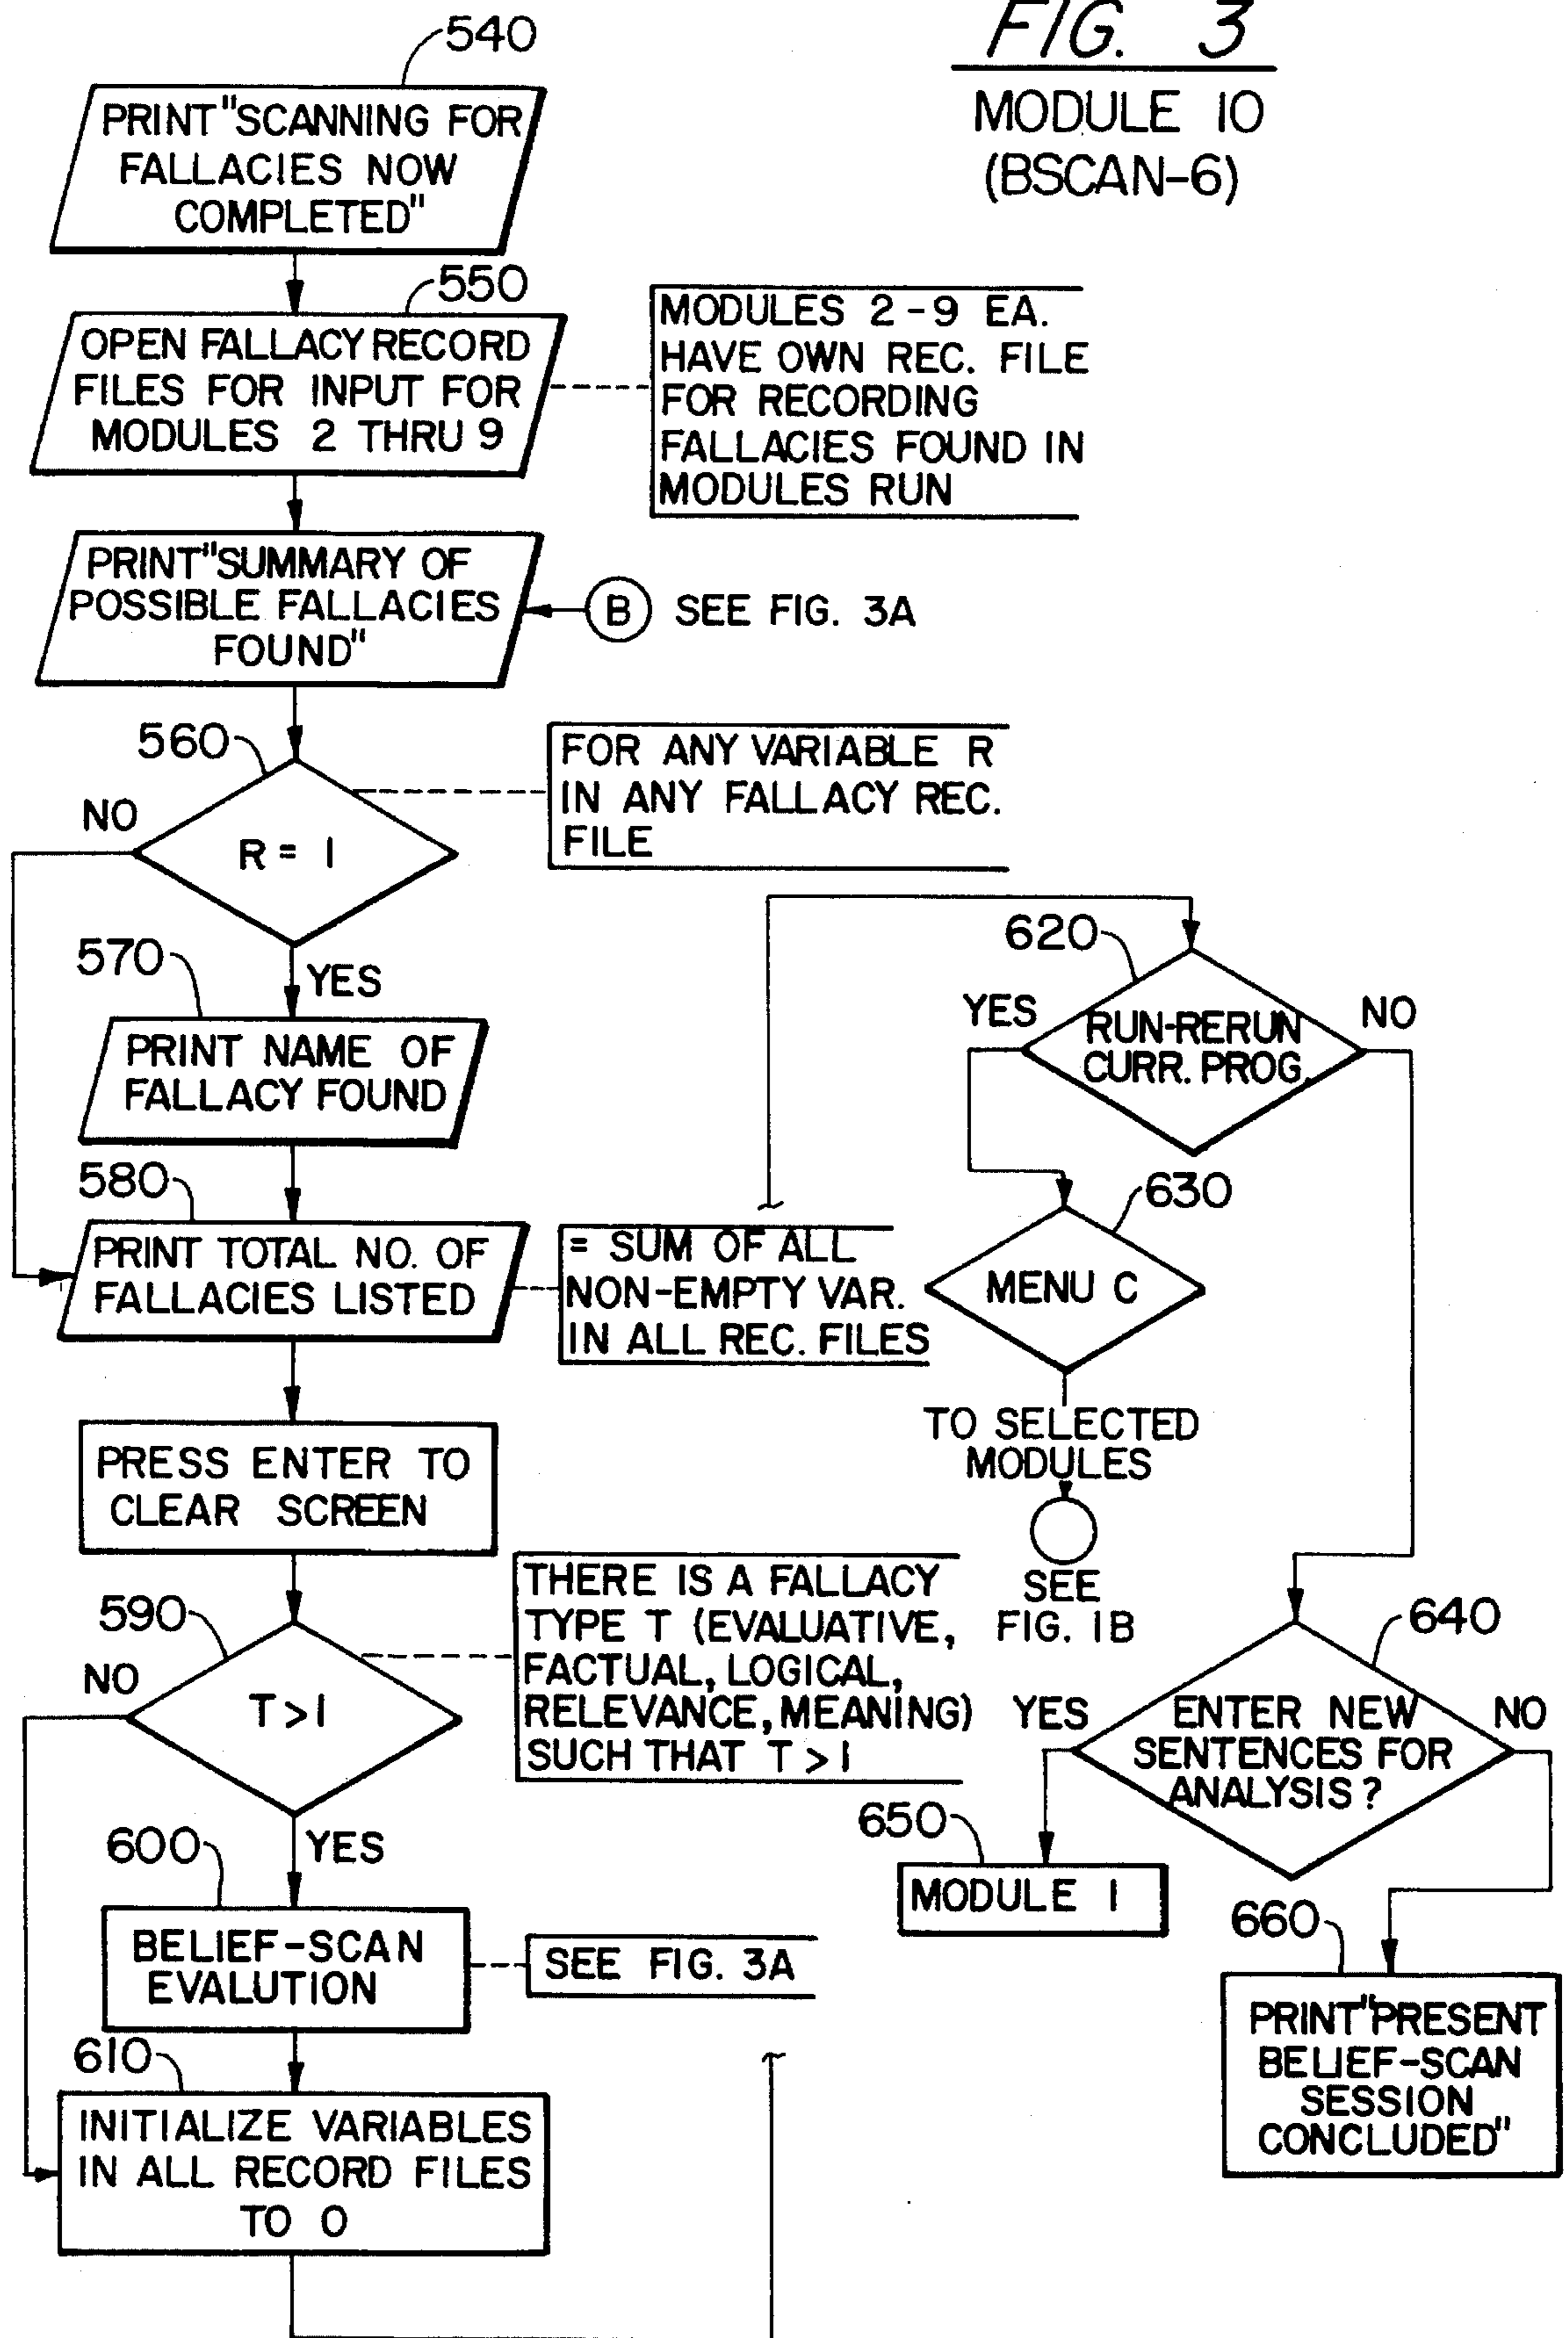 FIG. 3
MODULE 10
(BSCAN-6)
540
PRINT "SCANNING FOR
FALLACIES NOW
COMPLETED"
550
OPEN FALLACY RECORD
FILES FOR INPUT FOR
MODULES 2 THRU 9
MODULES 2-9 EA.
HAVE OWN REC. FILE
FOR RECORDING
FALLACIES FOUND IN
MODULES RUN
PRINT "SUMMARY OF
POSSIBLE FALLACIES
FOUND"
B
SEE FIG. 3A
560
FOR ANY VARIABLE R
IN ANY FALLACY REC.
FILE
NO
R = 1
YES
570
PRINT NAME OF
FALLACY FOUND
580
PRINT TOTAL NO. OF
FALLACIES LISTED
= SUM OF ALL
NON-EMPTY VAR.
IN ALL REC. FILES
PRESS ENTER TO
CLEAR SCREEN
590
THERE IS A FALLACY
TYPE T (EVALUATIVE,
FACTUAL, LOGICAL,
RELEVANCE, MEANING)
SUCH THAT T > 1
NO
T > 1
YES
600
BELIEF-SCAN
EVALUTION
SEE FIG. 3A
610
INITIALIZE VARIABLES
IN ALL RECORD FILES
TO 0
620
YES
RUN-RERUN
CURR. PROG.
NO
630
MENU C
TO SELECTED
MODULES
SEE
FIG. 1B
640
YES
ENTER NEW
SENTENCES FOR
ANALYSIS?
NO
650
MODULE 1
660
PRINT "PRESENT
BELIEF-SCAN
SESSION
CONCLUDED"